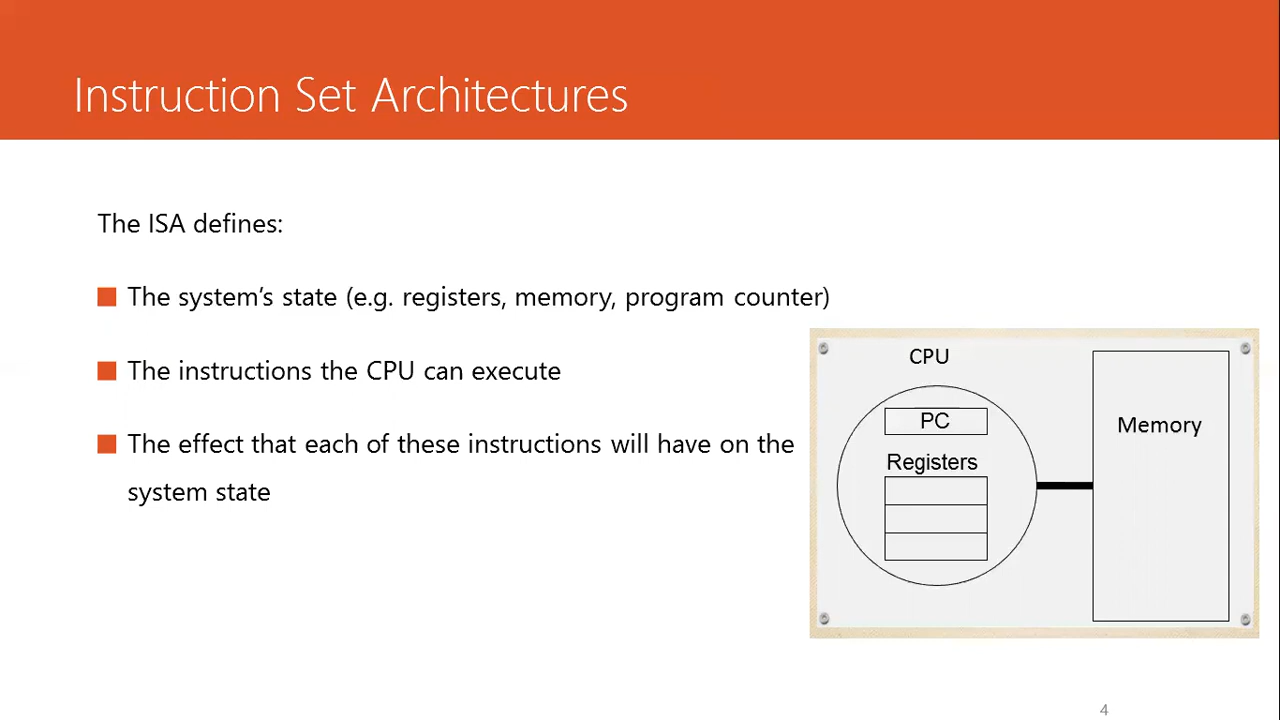 Instruction Set Architectures
The ISA defines:
The system’s state (e.g. registers, memory, program counter)
The instructions the CPU can execute
The effect that each of these instructions will have on the
system state
CPU
PC
Registers
Memory
4